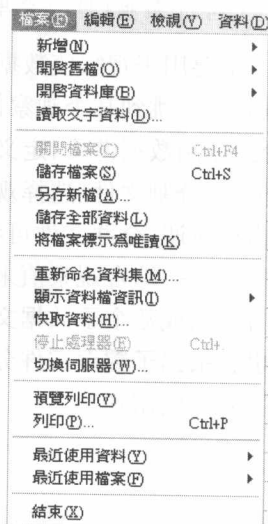 檔案(F) 編輯(E) 檢視(V) 資料(D)
新增(N)
開啓舊檔(O)
開啓資料庫(B)
讀取文字資料(D)...
關閉檔案(C) Ctrl+F4
儲存檔案(S) Ctrl+S
另存新檔(A)...
儲存全部資料(L)
將檔案標示爲唯讀(K)
重新命名資料集(M)...
顯示資料檔資訊(I)
快取資料(H)...
停止處理器(E) Ctrl+
切換伺服器(W)...
預覽列印(V)
列印(P)... Ctrl+P
最近使用資料(Y)
最近使用檔案(F)
結束(X)